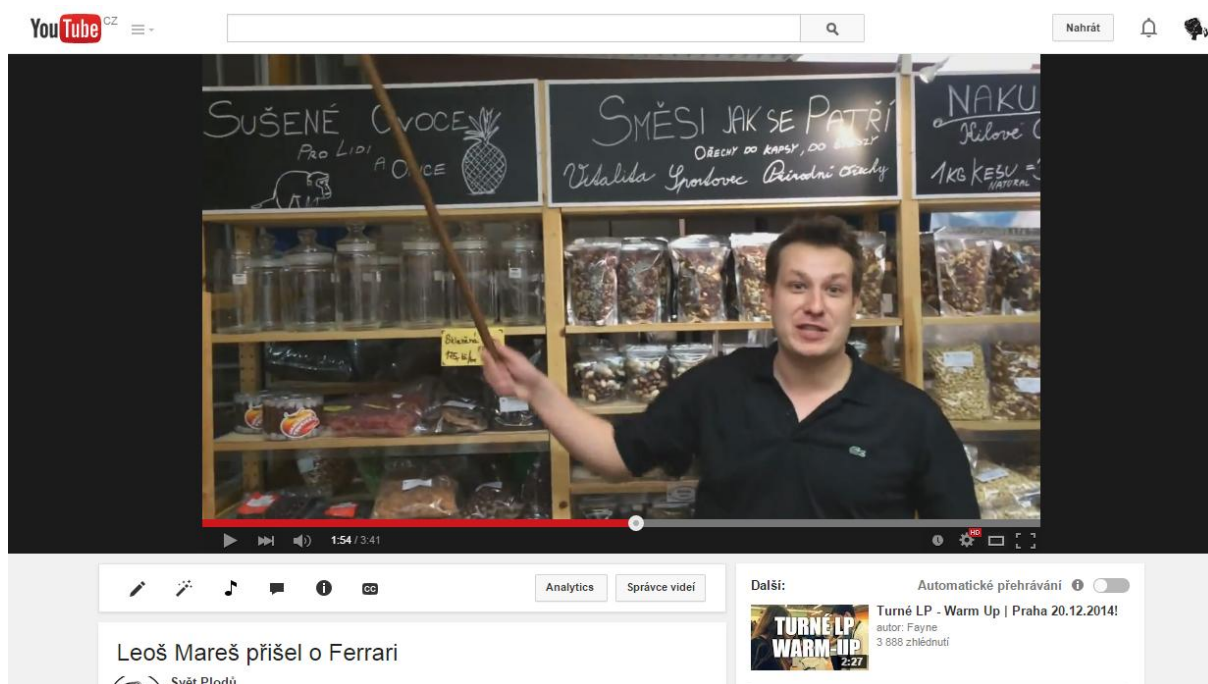 YouTube CZ
Nahrát
SUŠENÉ OVOCE
PRO LIDI
A OPICE
SMĚSI JAK SE PATŘÍ
OŘECHY DO KAPSY, DO
Vitalita Sportovec Přírodní ořechy
NAKU
Kilové
1KG KEŠU =
NATURAL
HD
1:54 / 3:41
CC
Analytics
Správce videí
Leoš Mareš přišel o Ferrari
Svět Plodů
Další:
Automatické přehrávání
TURNÉ LP
WARM-UP
2:27
Turné LP - Warm Up | Praha 20.12.2014!
autor: Fayne
3 888 zhlédnutí